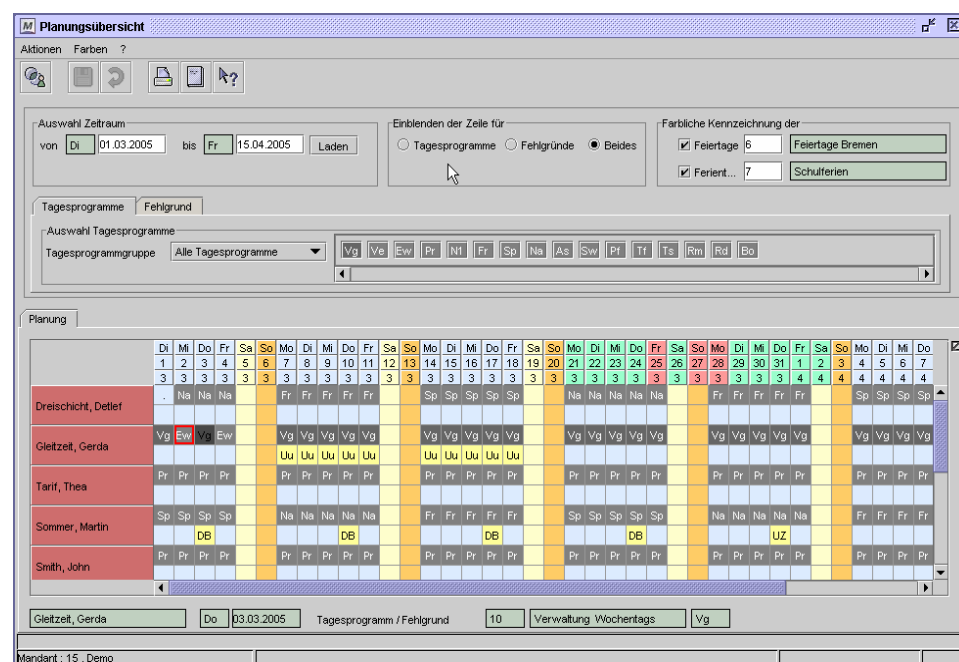 Planungsübersicht
Aktionen Farben ?
Auswahl Zeitraum
von Di 01.03.2005 bis Fr 15.04.2005 Laden
Einblenden der Zeile für
Tagesprogramme Fehlgründe Beides
Farbliche Kennzeichnung der
Feiertage 6 Feiertage Bremen
Ferient... 7 Schulferien
Tagesprogramme Fehlgrund
Auswahl Tagesprogramme
Tagesprogrammgruppe Alle Tagesprogramme Vg Ve Ew Pr N1 Fr Sp Na As Sw Pf Tf Ts Rm Rd Bo
Planung
Di Mi Do Fr Sa So Mo Di Mi Do Fr Sa So Mo Di Mi Do Fr Sa So Mo Di Mi Do Fr Sa So Mo Di Mi Do Fr Sa So Mo Di Mi Do
1 2 3 4 5 6 7 8 9 10 11 12 13 14 15 16 17 18 19 20 21 22 23 24 25 26 27 28 29 30 31 1 2 3 4 5 6 7
3 3 3 3 3 3 3 3 3 3 3 3 3 3 3 3 3 3 3 3 3 3 3 3 3 3 3 3 3 3 3 4 4 4 4 4 4 4
Dreischicht, Detlef . Na Na Na Fr Fr Fr Fr Fr Sp Sp Sp Sp Sp Na Na Na Na Na Fr Fr Fr Fr Sp Sp Sp Sp
Gleitzeit, Gerda Vg Ew Vg Ew Vg Vg Vg Vg Vg Vg Vg Vg Vg Vg Vg Vg Vg Vg Vg Vg Vg Vg Vg Vg Vg Vg Vg
Uu Uu Uu Uu Uu Uu Uu Uu Uu Uu
Tarif, Thea Pr Pr Pr Pr Pr Pr Pr Pr Pr Pr Pr Pr Pr Pr Pr Pr Pr Pr Pr Pr Pr Pr Pr Pr Pr Pr Pr
Sommer, Martin Sp Sp Sp Sp Na Na Na Na Na Fr Fr Fr Fr Fr Sp Sp Sp Sp Sp Na Na Na Na Fr Fr Fr Fr
DB DB DB DB UZ
Smith, John Pr Pr Pr Pr Pr Pr Pr Pr Pr Pr Pr Pr Pr Pr Pr Pr Pr Pr Pr Pr Pr Pr Pr Pr Pr Pr Pr
Gleitzeit, Gerda Do 03.03.2005 Tagesprogramm / Fehlgrund 10 Verwaltung Wochentags Vg
Mandant : 15 , Demo